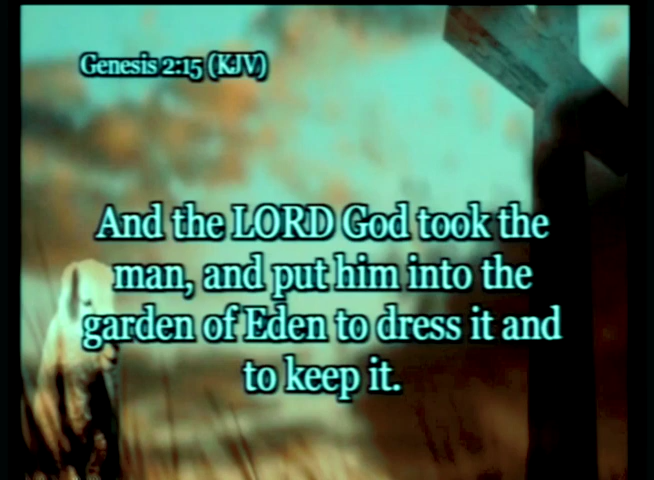 Genesis 2:15 (KJV)
And the LORD God took the
man, and put him into the
garden of Eden to dress it and
to keep it.